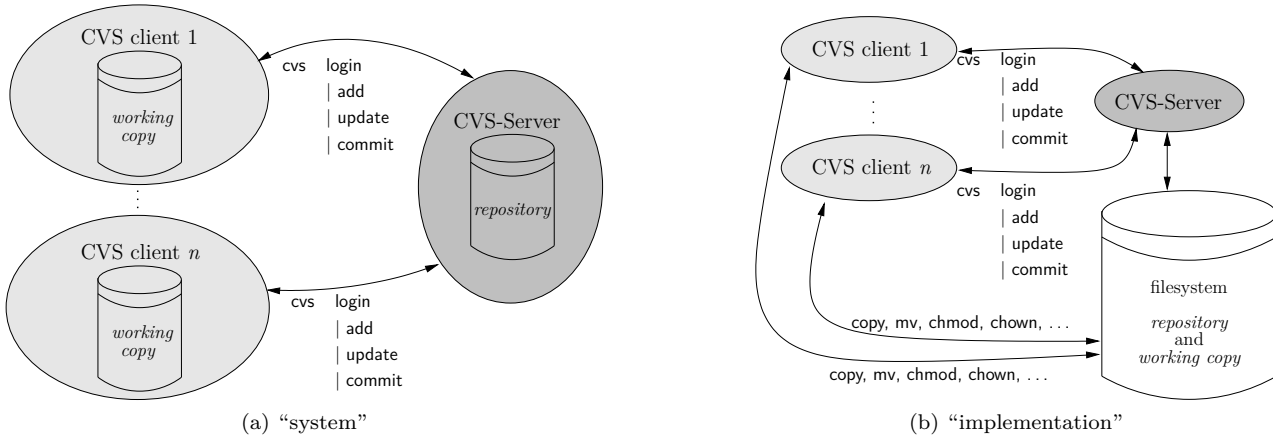 CVS client 1
working
copy
cvs login
| add
| update
| commit
CVS-Server
repository
⋮
CVS client n
working
copy
cvs login
| add
| update
| commit
(a) “system”
CVS client 1
cvs login
| add
| update
| commit
CVS-Server
⋮
CVS client n
cvs login
| add
| update
| commit
filesystem
repository
and
working copy
copy, mv, chmod, chown, . . .
copy, mv, chmod, chown, . . .
(b) “implementation”